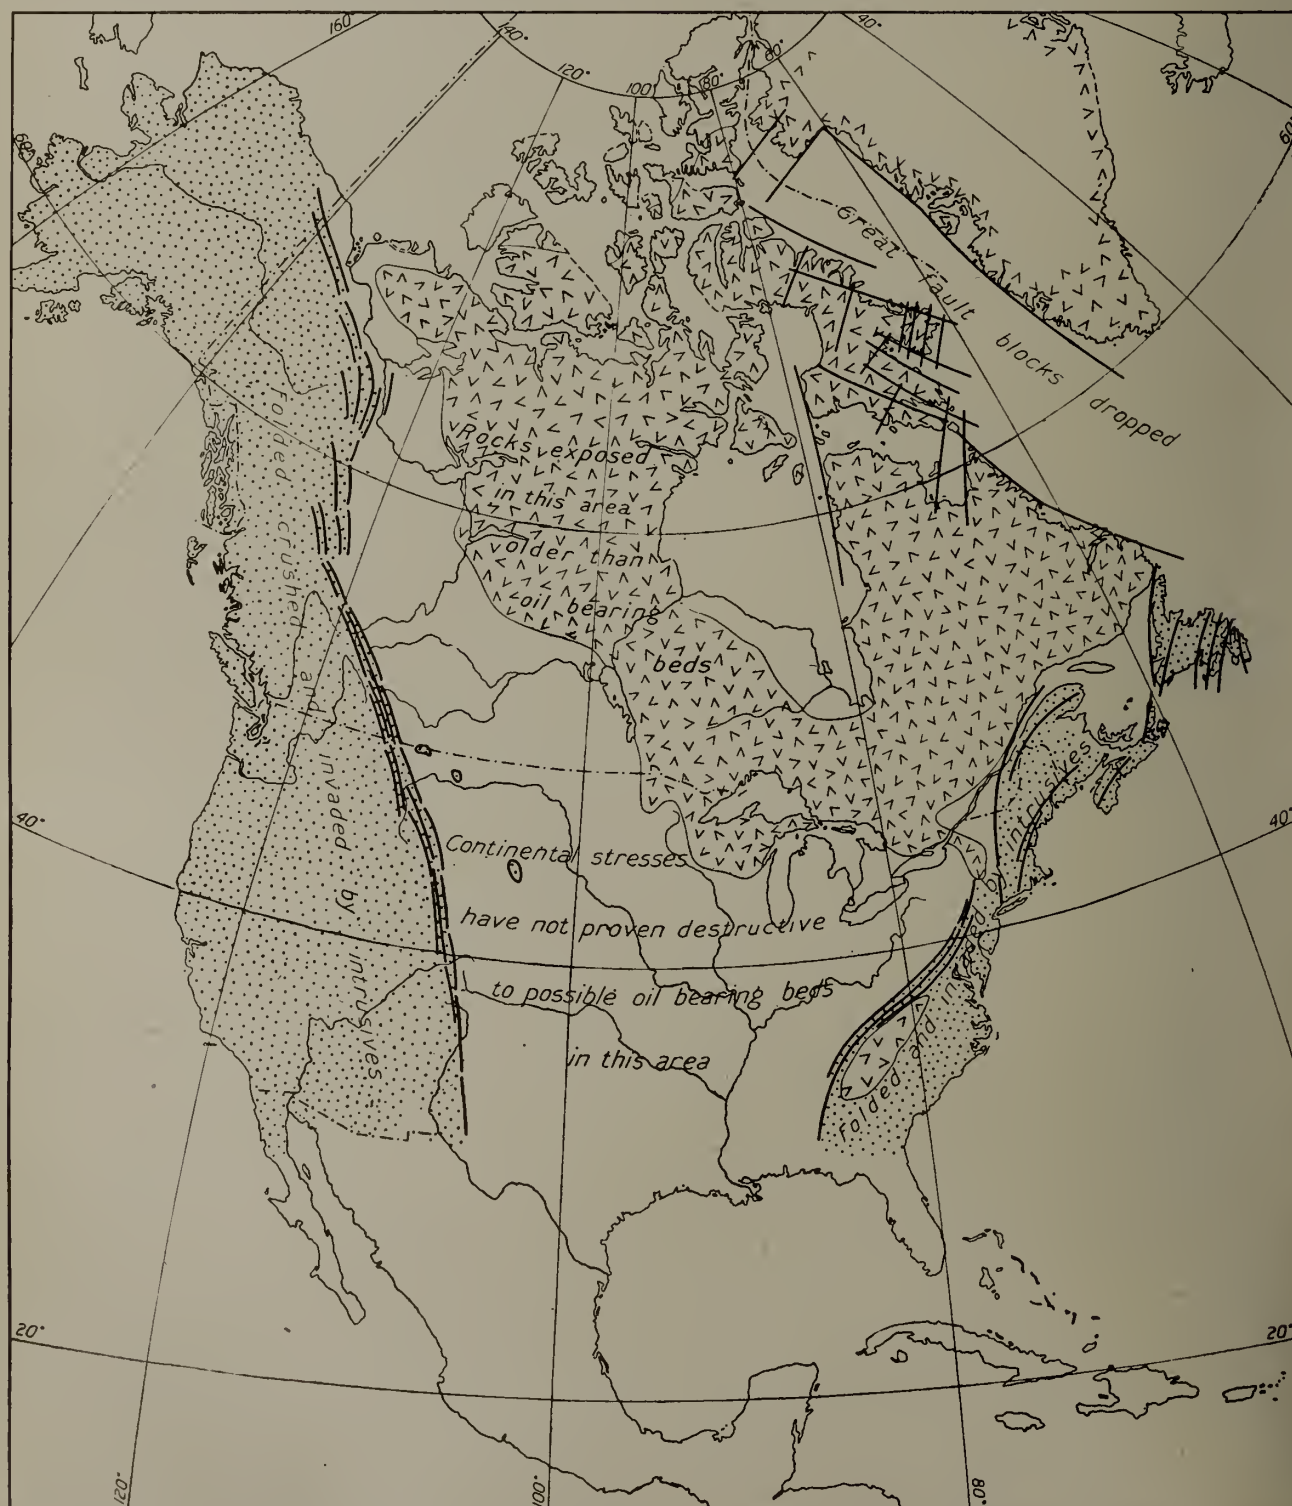 160°
140°
120°
100°
80°
60°
40°
60°
60°
Great fault
blocks
dropped
Folded crushed
and
invaded by
intrusives
Rocks exposed
in this area
older than
oil bearing
beds
40°
40°
Continental stresses
have not proven destructive
to possible oil bearing beds
in this area
Folded and invaded by intrusives
20°
20°
120°
100°
80°